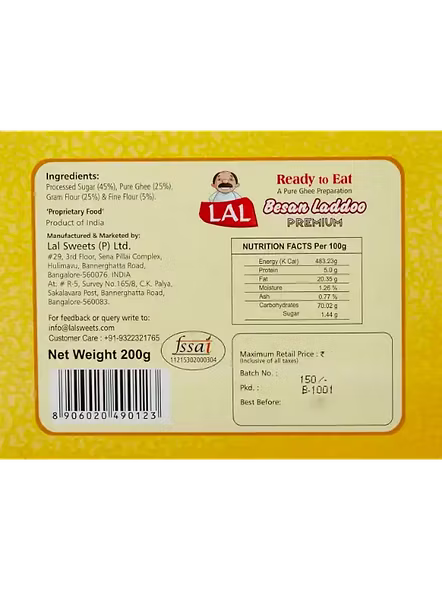 Ingredients:
Processed Sugar (45%), Pure Ghee (25%),
Gram Flour (25%) & Fine Flour (5%).
'Proprietary Food'
Product of India
Manufactured & Marketed by:
Lal Sweets (P) Ltd.
#29, 3rd Floor, Sena Pillai Complex,
Hulimavu, Bannerghatta Road,
Bangalore-560076. INDIA
At: # R-5, Survey No.165/8, C.K. Palya,
Sakalavara Post, Bannerghatta Road,
Bangalore-560083.
For feedback or query write to:
info@lalsweets.com
Customer Care : +91-9322321765
Net Weight 200g
8 906020 490123
fssai
11215302000304
LAL
Ready to Eat
A Pure Ghee Preparation
Besan Laddoo
PREMIUM
NUTRITION FACTS Per 100g
Energy (K Cal) 483.23g
Protein 5.0 g
Fat 20.35 g
Moisture 1.26 %
Ash 0.77 %
Carbohydrates 70.02 g
Sugar 1.44 g
Maximum Retail Price : ₹
(Inclusive of all taxes)
Batch No. :
150/-
Pkd. :
B-1001
Best Before: